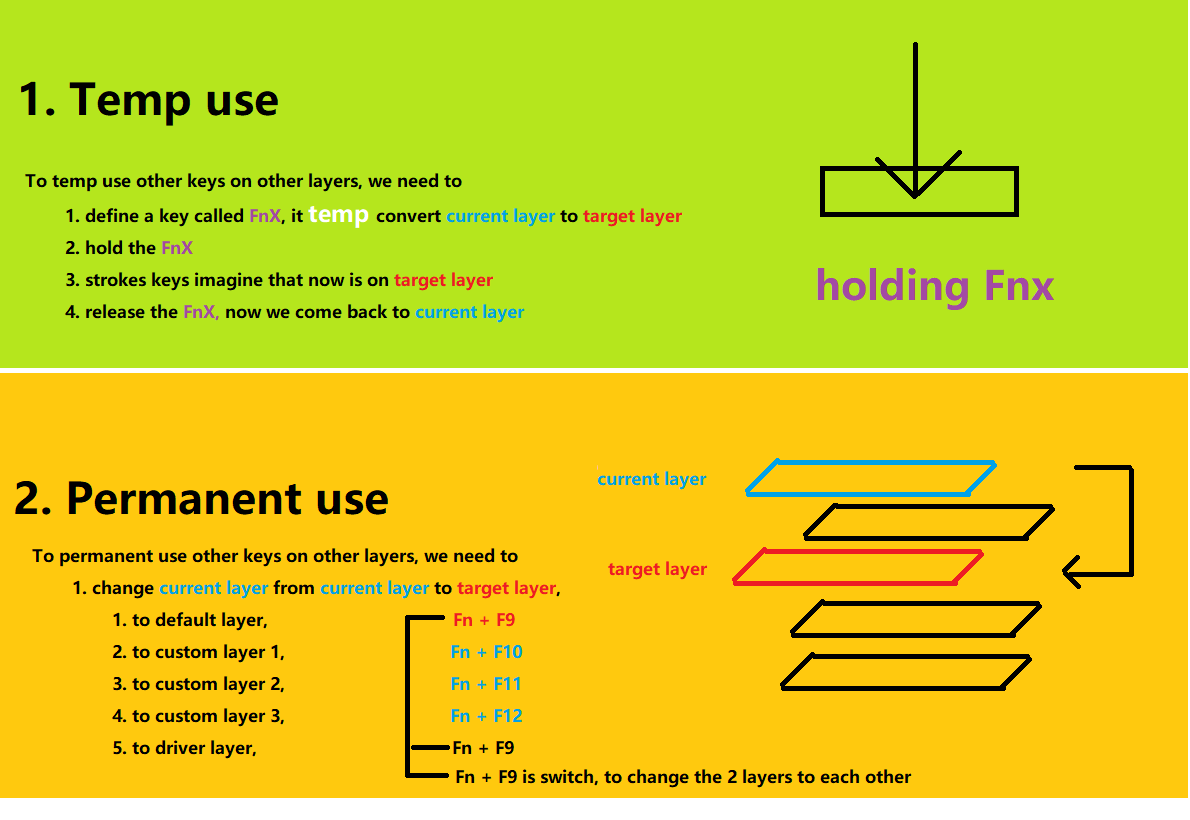 1. Temp use
To temp use other keys on other layers, we need to
1. define a key called FnX, it temp convert current layer to target layer
2. hold the FnX
3. strokes keys imagine that now is on target layer
4. release the FnX, now we come back to current layer
holding Fnx
2. Permanent use
To permanent use other keys on other layers, we need to
1. change current layer from current layer to target layer,
1. to default layer, Fn + F9
2. to custom layer 1, Fn + F10
3. to custom layer 2, Fn + F11
4. to custom layer 3, Fn + F12
5. to driver layer, Fn + F9
Fn + F9 is switch, to change the 2 layers to each other
current layer
target layer